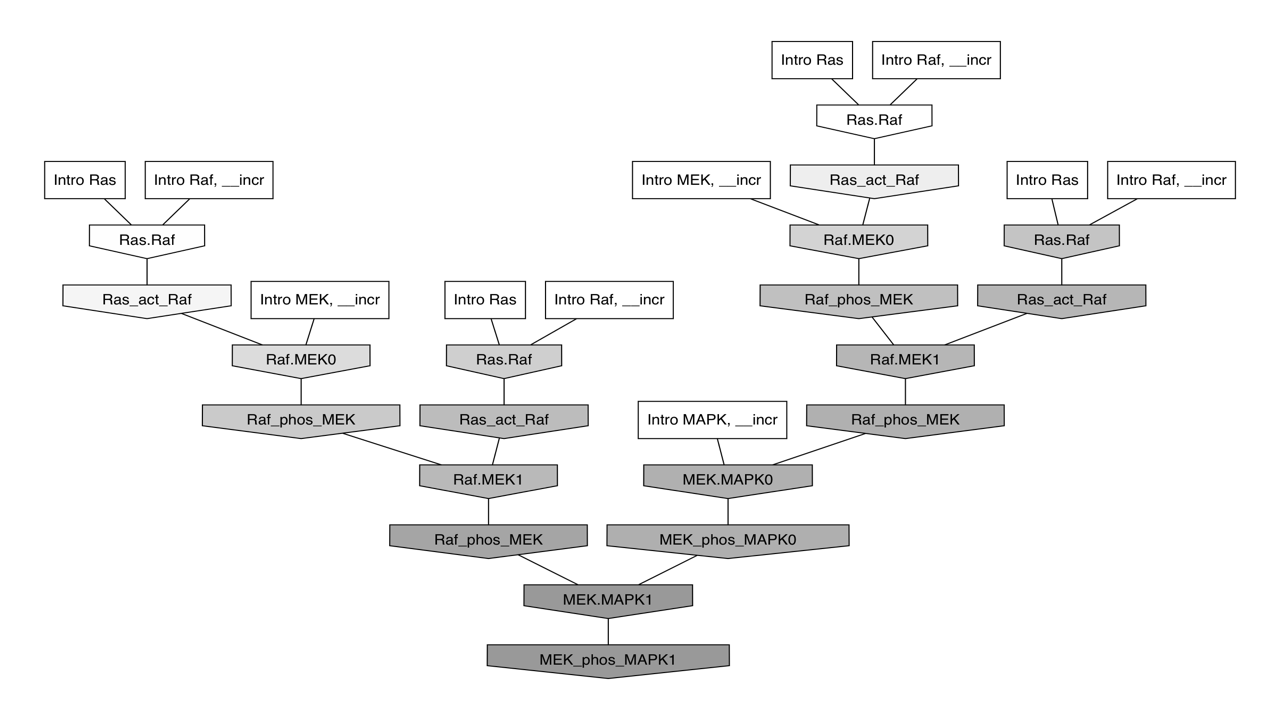 Intro Ras
Intro Raf, __incr
Ras.Raf
Intro Ras
Intro Raf, __incr
Intro MEK, __incr
Ras_act_Raf
Intro Ras
Intro Raf, __incr
Ras.Raf
Raf.MEK0
Ras.Raf
Ras_act_Raf
Intro MEK, __incr
Intro Ras
Intro Raf, __incr
Raf_phos_MEK
Ras_act_Raf
Raf.MEK0
Ras.Raf
Raf.MEK1
Raf_phos_MEK
Ras_act_Raf
Intro MAPK, __incr
Raf_phos_MEK
Raf.MEK1
MEK.MAPK0
Raf_phos_MEK
MEK_phos_MAPK0
MEK.MAPK1
MEK_phos_MAPK1